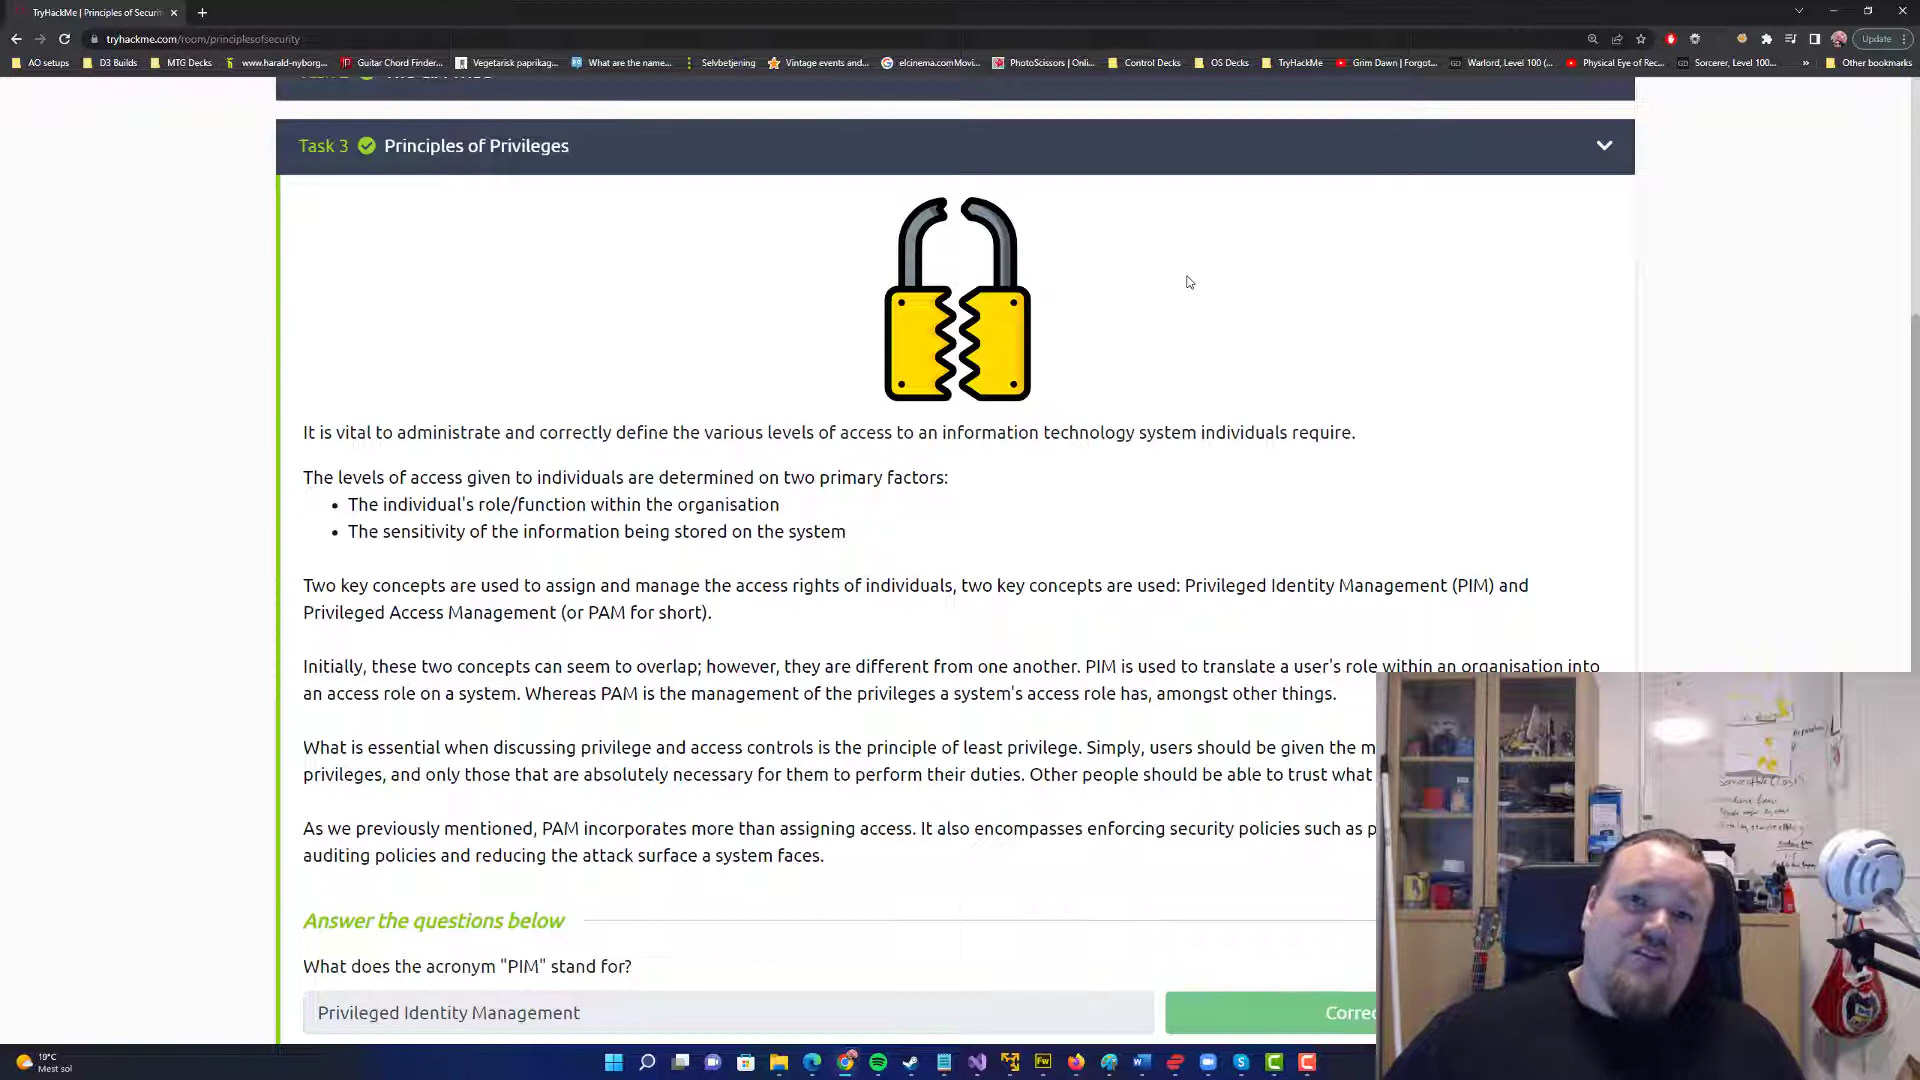 TryHackMe | Principles of Securi
tryhackme.com/room/principlesofsecurity
Update
AO setups
D3 Builds
MTG Decks
www.harald-nyborg...
Guitar Chord Finder...
Vegetarisk paprikag...
What are the name...
Selvbetjening
Vintage events and...
elcinema.comMovi...
PhotoScissors | Onli...
Control Decks
OS Decks
TryHackMe
Grim Dawn | Forgot...
Warlord, Level 100 (...
Physical Eye of Rec...
Sorcerer, Level 100...
Other bookmarks
Task 3 Principles of Privileges
It is vital to administrate and correctly define the various levels of access to an information technology system individuals require.
The levels of access given to individuals are determined on two primary factors:
• The individual's role/function within the organisation
• The sensitivity of the information being stored on the system
Two key concepts are used to assign and manage the access rights of individuals, two key concepts are used: Privileged Identity Management (PIM) and
Privileged Access Management (or PAM for short).
Initially, these two concepts can seem to overlap; however, they are different from one another. PIM is used to translate a user's role within an organisation into
an access role on a system. Whereas PAM is the management of the privileges a system's access role has, amongst other things.
What is essential when discussing privilege and access controls is the principle of least privilege. Simply, users should be given the m
privileges, and only those that are absolutely necessary for them to perform their duties. Other people should be able to trust what
As we previously mentioned, PAM incorporates more than assigning access. It also encompasses enforcing security policies such as p
auditing policies and reducing the attack surface a system faces.
Answer the questions below
What does the acronym "PIM" stand for?
Privileged Identity Management
Correc
19°C
Mest sol